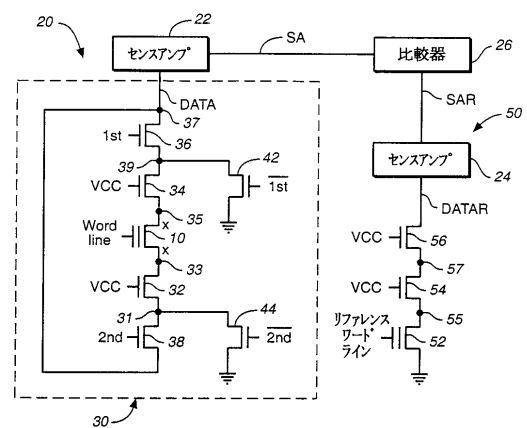 20
22
センスアンプ
SA
比較器
26
DATA
SAR
50
37
1st
36
39
42
センスアンプ
24
VCC
34
1st
DATAR
35
X
Word
line
10
VCC
56
X
33
57
VCC
32
VCC
54
31
44
55
2nd
38
2nd
リファレンス
ワード
ライン
52
30